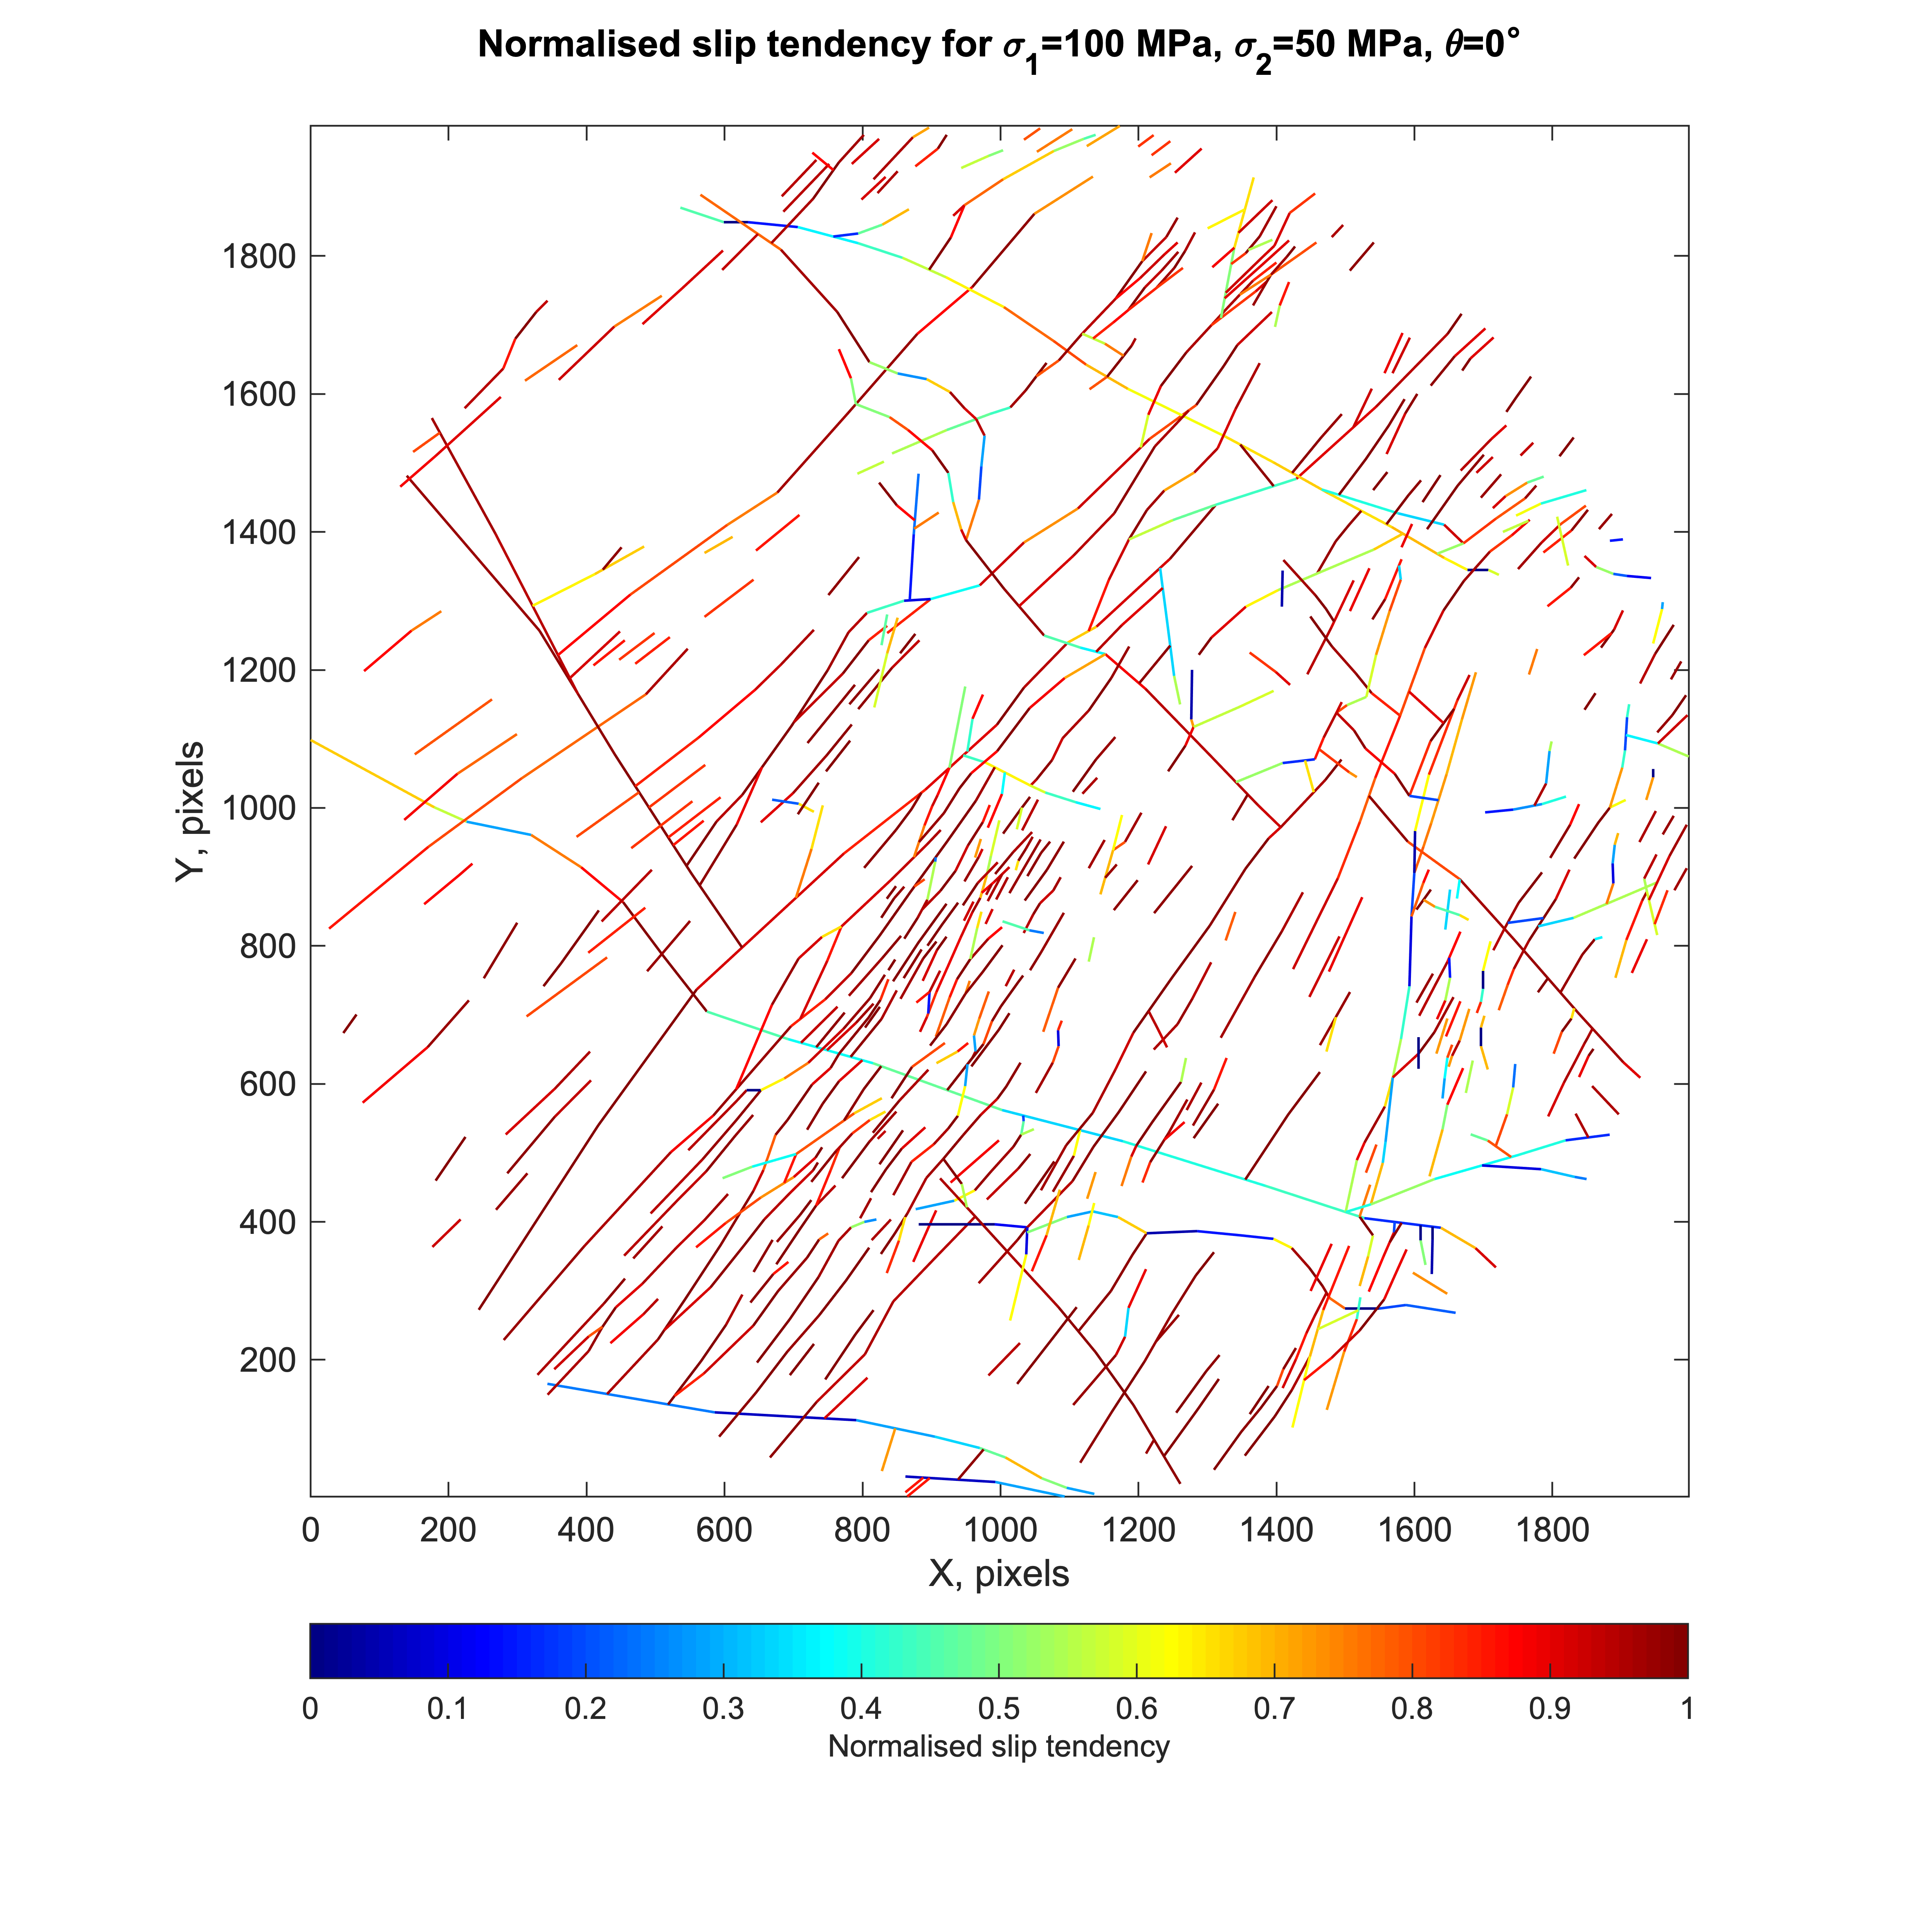 Normalised slip tendency for σ1=100 MPa, σ2=50 MPa, θ=0°
Y, pixels
1800
1600
1400
1200
1000
800
600
400
200
0 200 400 600 800 1000 1200 1400 1600 1800
X, pixels
0 0.1 0.2 0.3 0.4 0.5 0.6 0.7 0.8 0.9 1
Normalised slip tendency